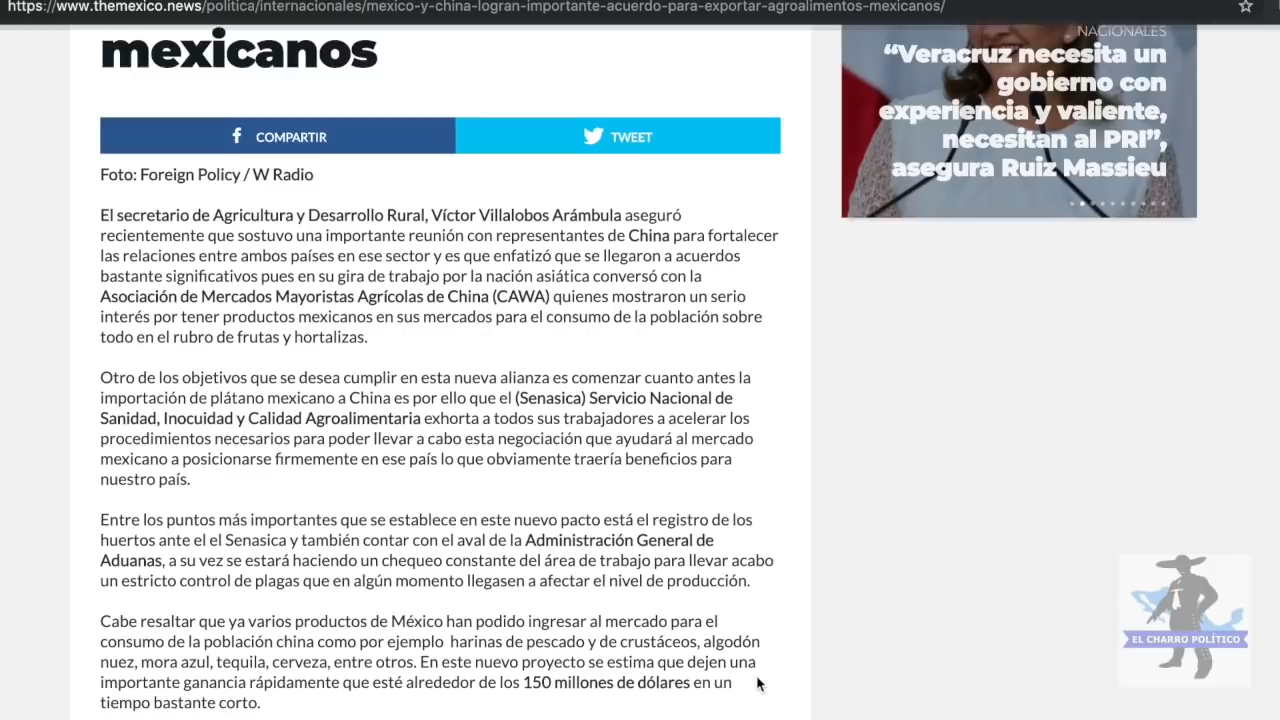 https://www.themexico.news/politica/internacionales/mexico-y-china-logran-importante-acuerdo-para-exportar-agroalimentos-mexicanos/
mexicanos
COMPARTIR
TWEET
Foto: Foreign Policy / W Radio
El secretario de Agricultura y Desarrollo Rural, Víctor Villalobos Arámbula aseguró
recientemente que sostuvo una importante reunión con representantes de China para fortalecer
las relaciones entre ambos países en ese sector y es que enfatizó que se llegaron a acuerdos
bastante significativos pues en su gira de trabajo por la nación asiática conversó con la
Asociación de Mercados Mayoristas Agrícolas de China (CAWA) quienes mostraron un serio
interés por tener productos mexicanos en sus mercados para el consumo de la población sobre
todo en el rubro de frutas y hortalizas.
Otro de los objetivos que se desea cumplir en esta nueva alianza es comenzar cuanto antes la
importación de plátano mexicano a China es por ello que el (Senasica) Servicio Nacional de
Sanidad, Inocuidad y Calidad Agroalimentaria exhorta a todos sus trabajadores a acelerar los
procedimientos necesarios para poder llevar a cabo esta negociación que ayudará al mercado
mexicano a posicionarse firmemente en ese país lo que obviamente traería beneficios para
nuestro país.
Entre los puntos más importantes que se establece en este nuevo pacto está el registro de los
huertos ante el el Senasica y también contar con el aval de la Administración General de
Aduanas, a su vez se estará haciendo un chequeo constante del área de trabajo para llevar acabo
un estricto control de plagas que en algún momento llegasen a afectar el nivel de producción.
Cabe resaltar que ya varios productos de México han podido ingresar al mercado para el
consumo de la población china como por ejemplo harinas de pescado y de crustáceos, algodón
nuez, mora azul, tequila, cerveza, entre otros. En este nuevo proyecto se estima que dejen una
importante ganancia rápidamente que esté alrededor de los 150 millones de dólares en un
tiempo bastante corto.
NACIONALES
“Veracruz necesita un
gobierno con
experiencia y valiente,
necesitan al PRI”,
asegura Ruiz Massieu
EL CHARRO POLÍTICO